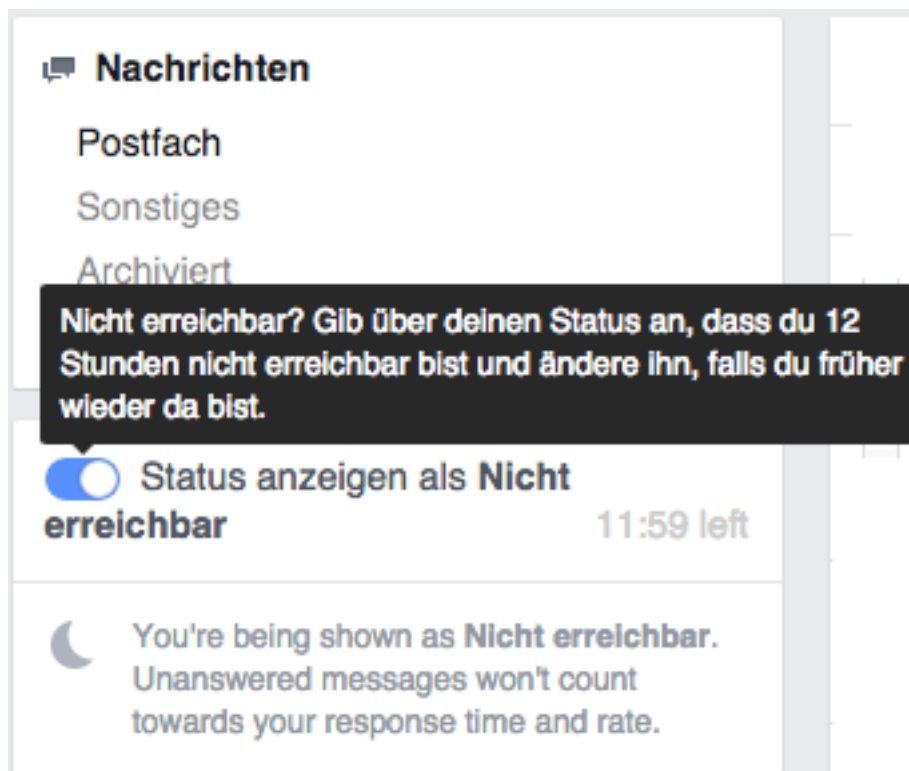 Nachrichten
Postfach
Sonstiges
Archiviert
Nicht erreichbar? Gib über deinen Status an, dass du 12
Stunden nicht erreichbar bist und ändere ihn, falls du früher
wieder da bist.
Status anzeigen als Nicht
erreichbar 11:59 left
You're being shown as Nicht erreichbar.
Unanswered messages won't count
towards your response time and rate.